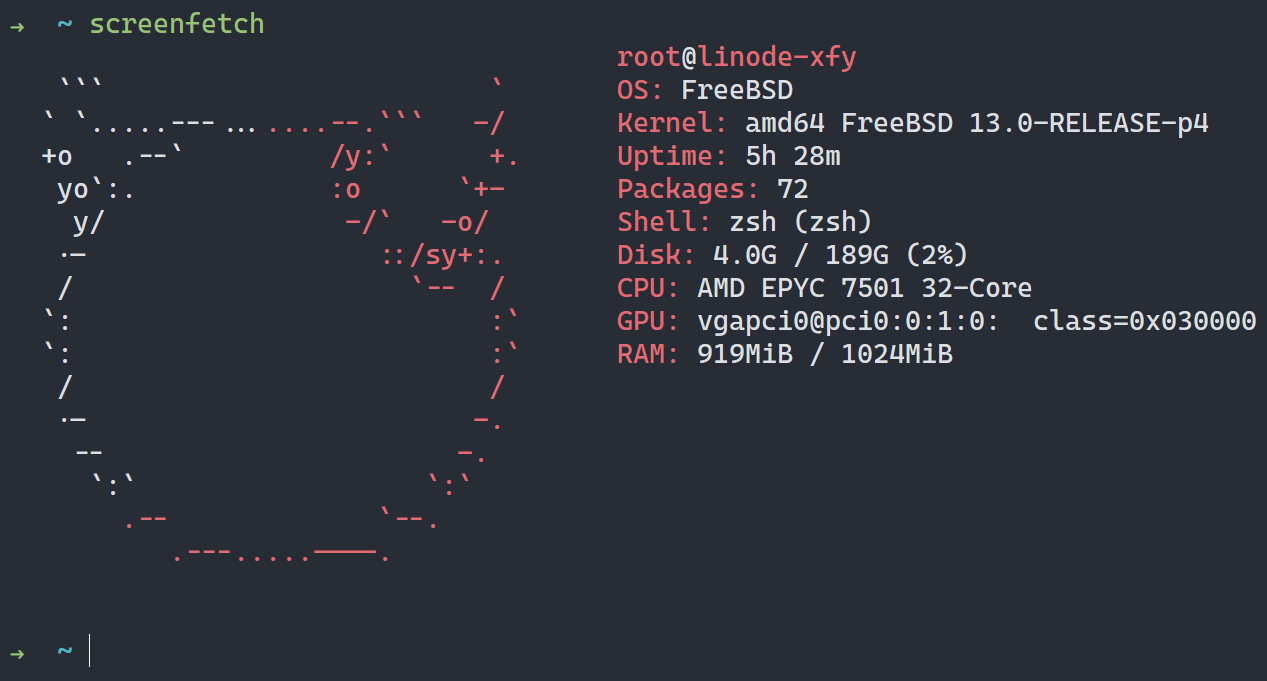 →  ~ screenfetch
                                      root@linode-xfy
   ```                        `       OS: FreeBSD
  ` `.....---.......--.```   -/       Kernel: amd64 FreeBSD 13.0-RELEASE-p4
  +o   .--`         /y:`      +.      Uptime: 5h 28m
   yo`:.            :o      `+-       Packages: 72
    y/               -/`   -o/        Shell: zsh (zsh)
   .-                  ::/sy+:.       Disk: 4.0G / 189G (2%)
   /                     `--  /       CPU: AMD EPYC 7501 32-Core
  `:                          :`      GPU: vgapci0@pci0:0:1:0:  class=0x030000
  `:                          :`      RAM: 919MiB / 1024MiB
   /                          /
   .-                        -.
    --                      -.
     `:`                  `:`
       .--             `--.
          .---.....----.
→  ~